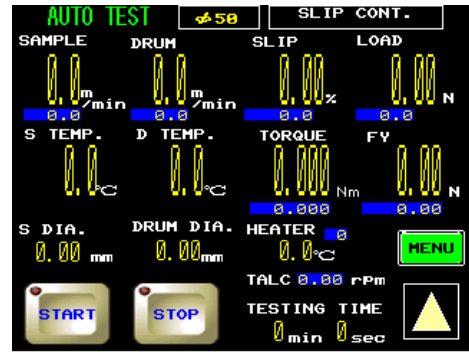 AUTO TEST ø50 SLIP CONT.
SAMPLE DRUM SLIP LOAD
0.0 m/min 0.0 m/min 0.00 % 0.00 N
0.0 0.0 0.0 0.0
S TEMP. D TEMP. TORQUE FY
0.0 ℃ 0.0 ℃ 0.000 Nm 0.00 N
0.000 0.00
S DIA. DRUM DIA. HEATER 0
0.00 mm 0.00 mm 0.0 ℃ MENU
TALC 0.00 rPm
START STOP TESTING TIME
0 min 0 sec